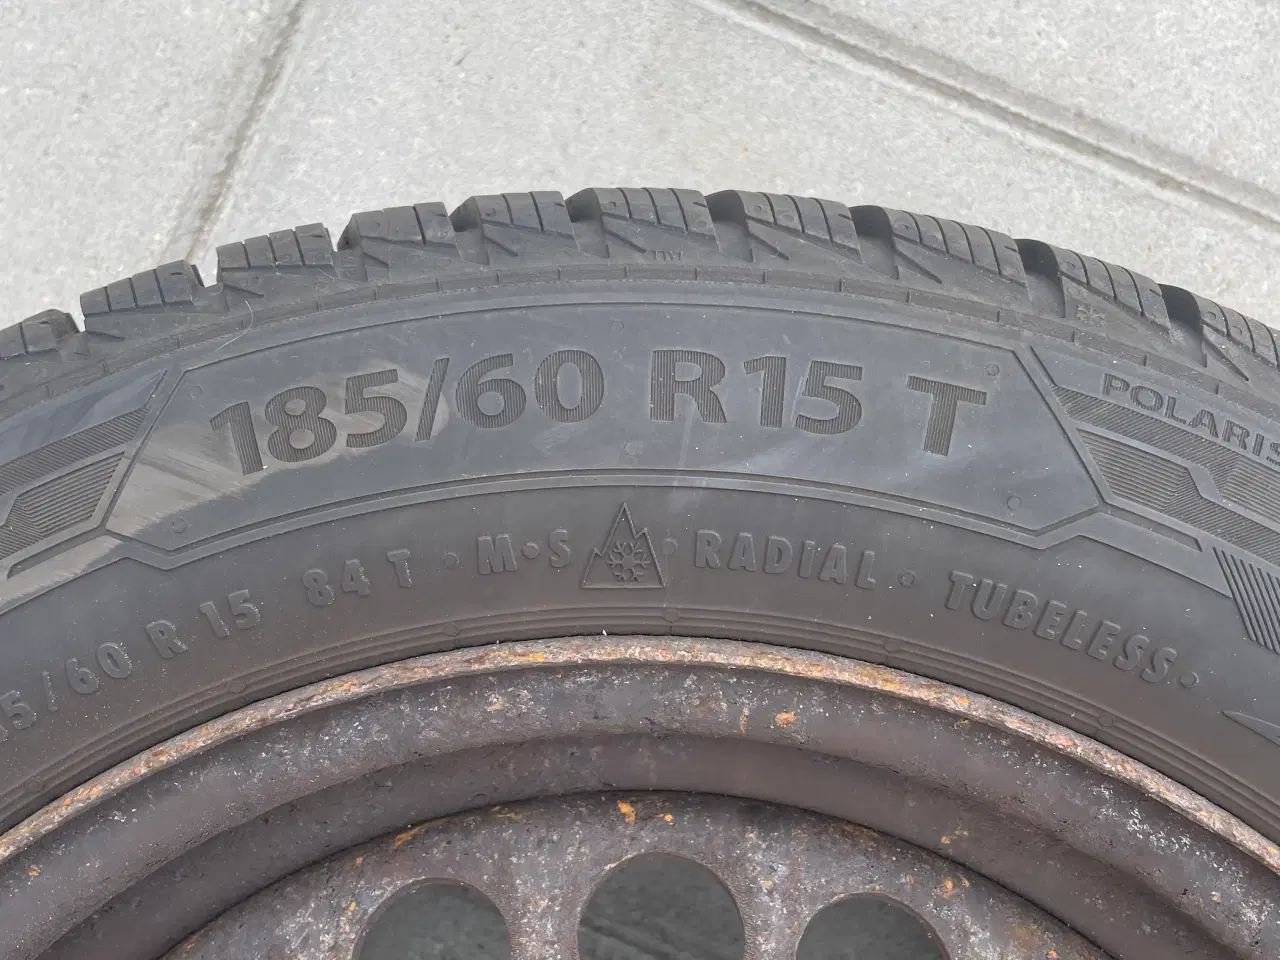 185/60 R15 T
POLARIS
5/60 R 15 84 T · M·S · RADIAL · TUBELESS ·